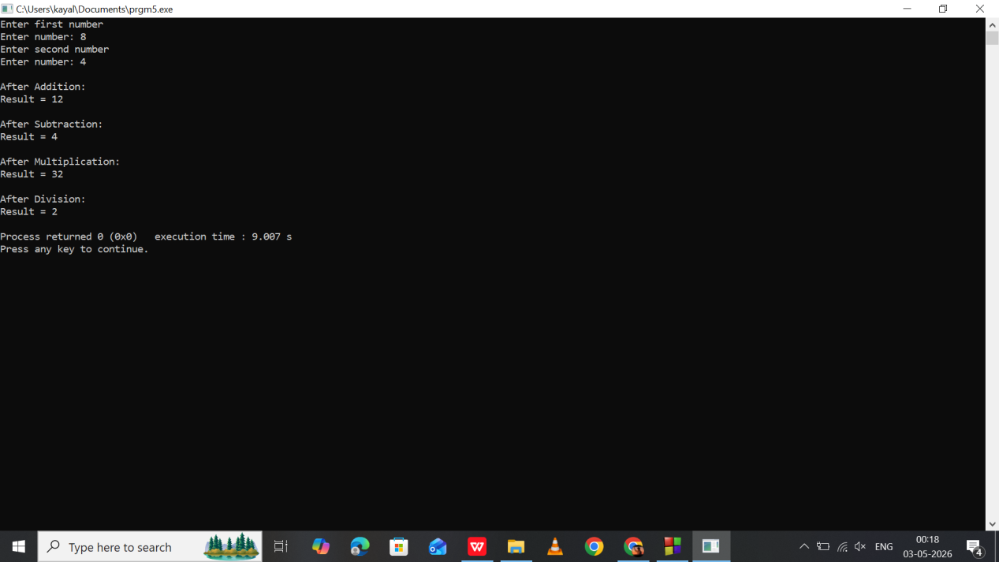 C:\Users\kayal\Documents\prgm5.exe
Enter first number
Enter number: 8
Enter second number
Enter number: 4
After Addition:
Result = 12
After Subtraction:
Result = 4
After Multiplication:
Result = 32
After Division:
Result = 2
Process returned 0 (0x0)   execution time : 9.007 s
Press any key to continue.
Type here to search
W
ENG
00:18
03-05-2026
4